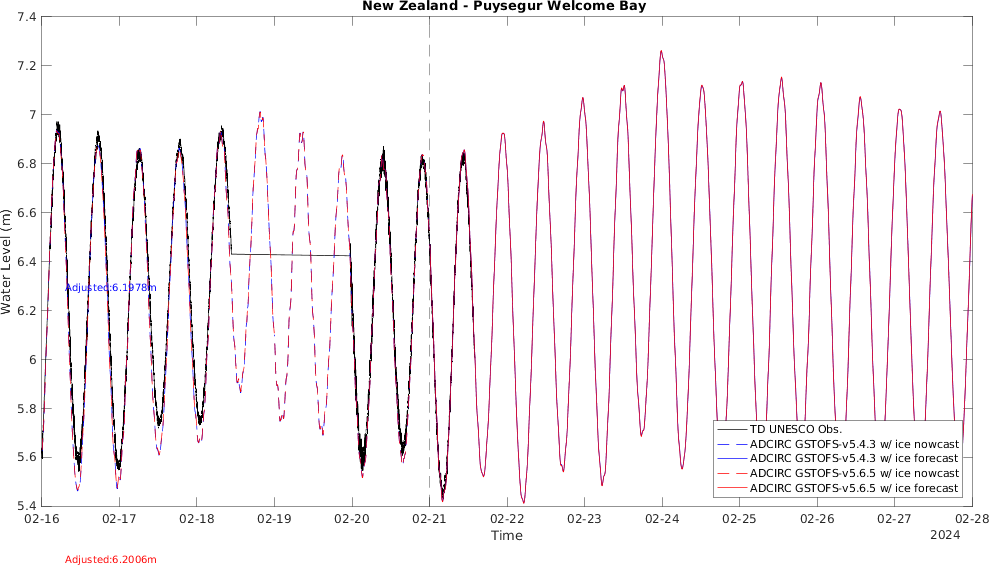 New Zealand - Puysegur Welcome Bay
7.4
7.2
7
6.8
6.6
6.4
6.2
6
5.8
5.6
5.4
Water Level (m)
Adjusted:6.1978m
TD UNESCO Obs.
ADCIRC GSTOFS-v5.4.3 w/ ice nowcast
ADCIRC GSTOFS-v5.4.3 w/ ice forecast
ADCIRC GSTOFS-v5.6.5 w/ ice nowcast
ADCIRC GSTOFS-v5.6.5 w/ ice forecast
02-16 02-17 02-18 02-19 02-20 02-21 02-22 02-23 02-24 02-25 02-26 02-27 02-28
Time
2024
Adjusted:6.2006m